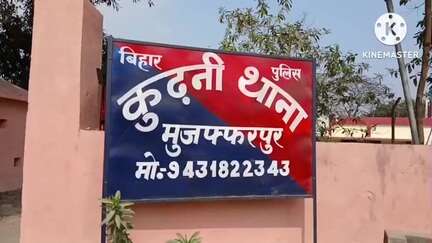 बिहार पुलिस
कुढ़नी थाना
मुजफ्फरपुर
मो:-9431822343
KINEMASTER